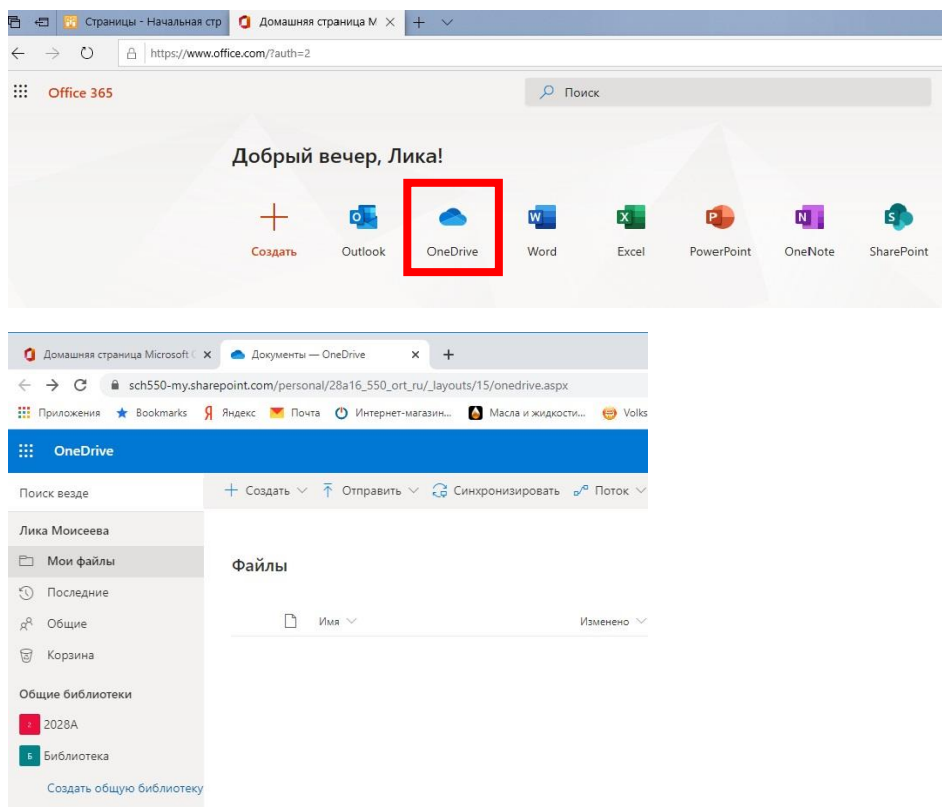 Страницы - Начальная стр Домашняя страница M
https://www.office.com/?auth=2
Office 365 Поиск
Добрый вечер, Лика!
Создать Outlook OneDrive Word Excel PowerPoint OneNote SharePoint
Домашняя страница Microsoft Документы — OneDrive
sch550-my.sharepoint.com/personal/28a16_550_ort_ru/_layouts/15/onedrive.aspx
Приложения Bookmarks Яндекс Почта Интернет-магазин... Масла и жидкости... Volks
OneDrive
Поиск везде Создать Отправить Синхронизировать Поток
Лика Моисеева
Мои файлы
Файлы
Последние
Имя Изменено
Общие
Корзина
Общие библиотеки
2 2028А
Б Библиотека
Создать общую библиотеку